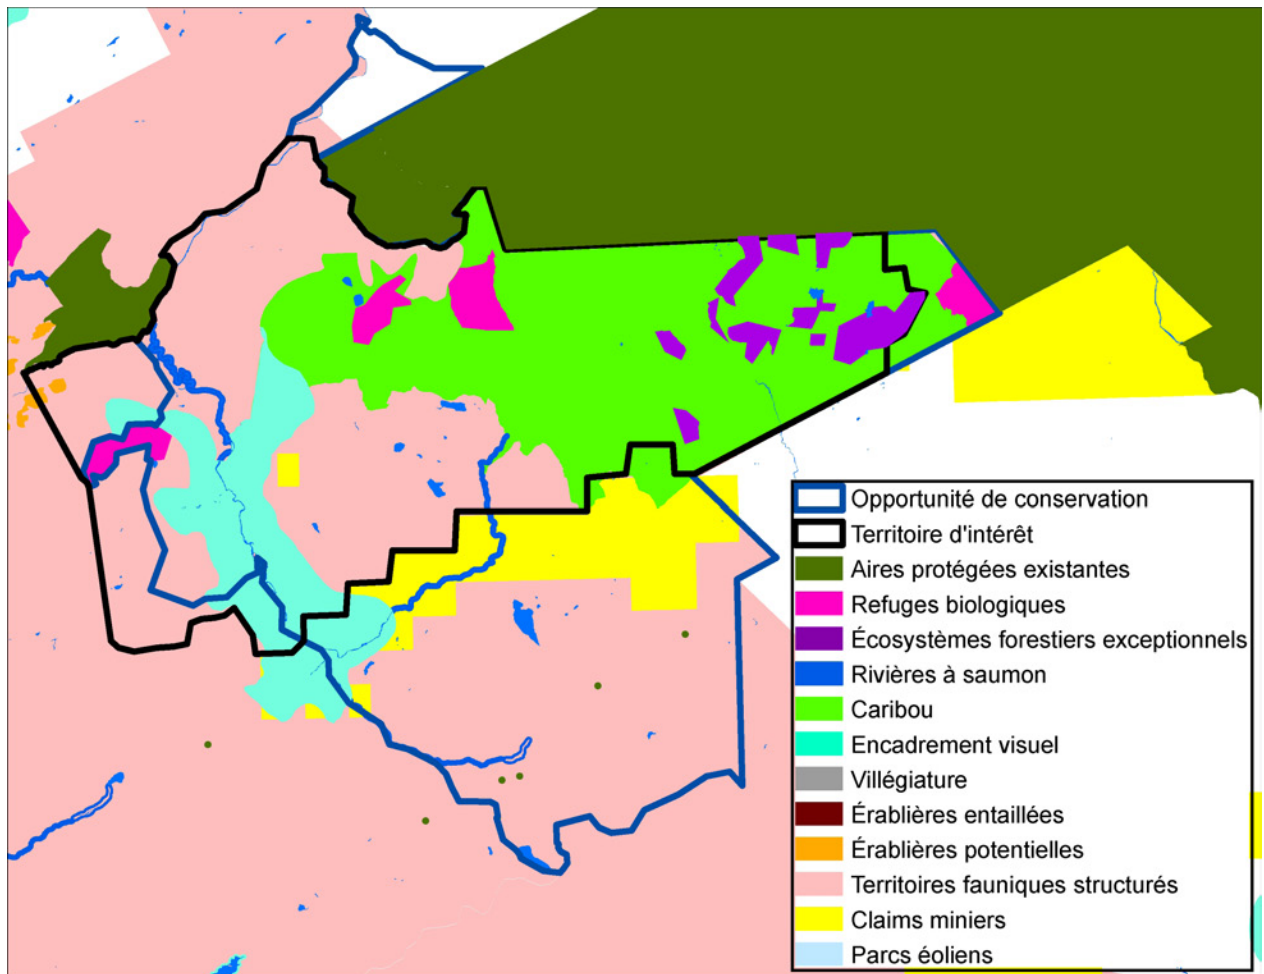 Opportunité de conservation
Territoire d'intérêt
Aires protégées existantes
Refuges biologiques
Écosystèmes forestiers exceptionnels
Rivières à saumon
Caribou
Encadrement visuel
Villégiature
Érablières entaillées
Érablières potentielles
Territoires fauniques structurés
Claims miniers
Parcs éoliens